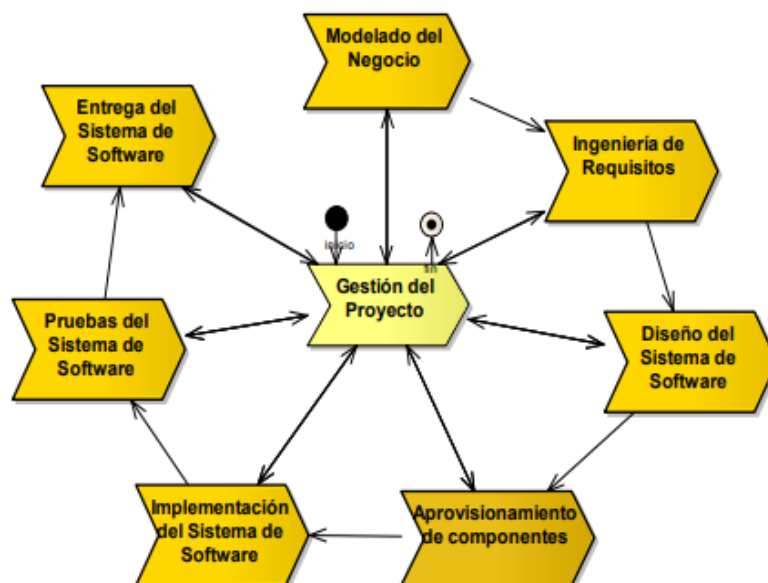 Modelado del
Negocio
Entrega del
Sistema de
Software
Ingeniería de
Requisitos
inicio
fin
Gestión del
Proyecto
Pruebas del
Sistema de
Software
Diseño del
Sistema de
Software
Implementación
del Sistema de
Software
Aprovisionamiento
de componentes